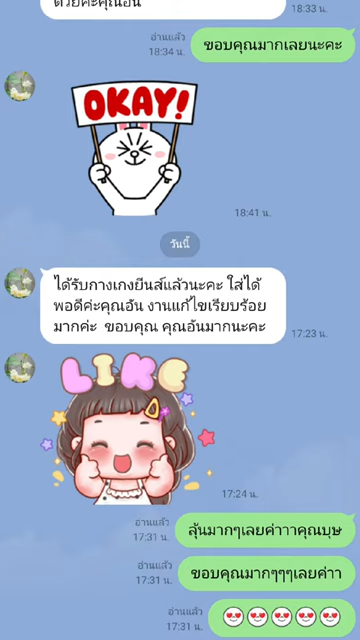 ด้วยค่ะคุณอัน
18:33 น.
อ่านแล้ว
18:34 น.
ขอบคุณมากเลยนะคะ
OKAY!
18:41 น.
วันนี้
ได้รับกางเกงยีนส์แล้วนะคะ ใส่ได้
พอดีค่ะคุณอัน งานแก้ไขเรียบร้อย
มากค่ะ ขอบคุณ คุณอันมากนะคะ
17:23 น.
LIKE
17:24 น.
อ่านแล้ว
17:31 น.
ลุ้นมากๆเลยค่าาาคุณบุษ
อ่านแล้ว
17:31 น.
ขอบคุณมากๆๆๆเลยค่าา
อ่านแล้ว
17:31 น.